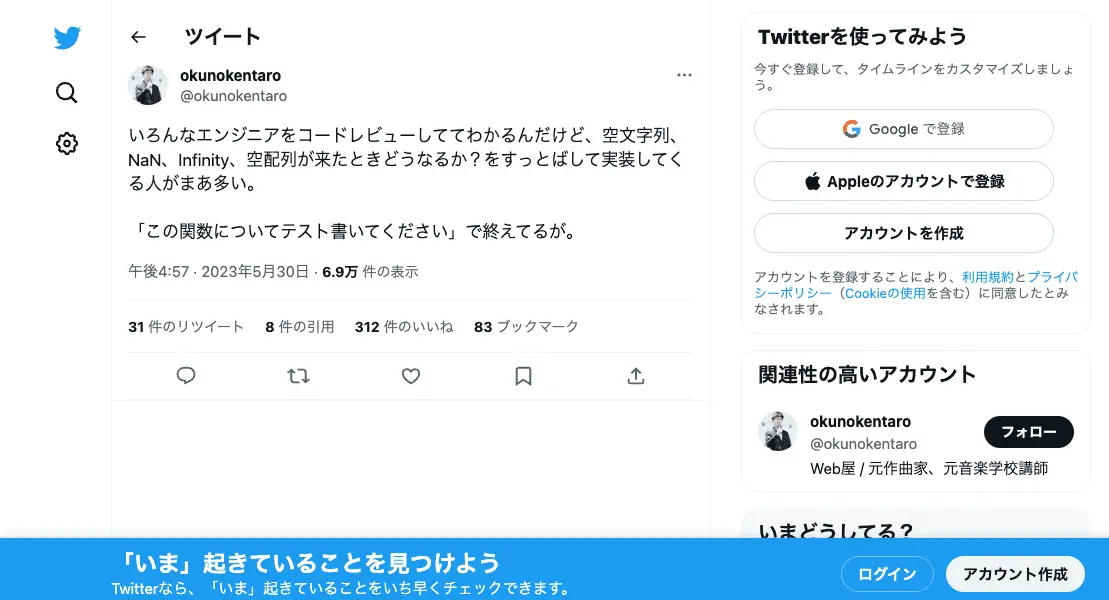 ツイート
okunokentaro
@okunokentaro
いろんなエンジニアをコードレビューしててわかるんだけど、空文字列、
NaN、Infinity、空配列が来たときどうなるか？をすっとばして実装してく
る人がまあ多い。
「この関数についてテスト書いてください」で終えてるが。
午後4:57 · 2023年5月30日 · 6.9万 件の表示
31 件のリツイート 8 件の引用 312 件のいいね 83 ブックマーク
Twitterを使ってみよう
今すぐ登録して、タイムラインをカスタマイズしましょ
う。
Google で登録
Appleのアカウントで登録
アカウントを作成
アカウントを登録することにより、利用規約とプライバ
シーポリシー（Cookieの使用を含む）に同意したとみ
なされます。
関連性の高いアカウント
okunokentaro
@okunokentaro
フォロー
Web屋 / 元作曲家、元音楽学校講師
いまどうしてる？
「いま」起きていることを見つけよう
Twitterなら、「いま」起きていることをいち早くチェックできます。
ログイン
アカウント作成